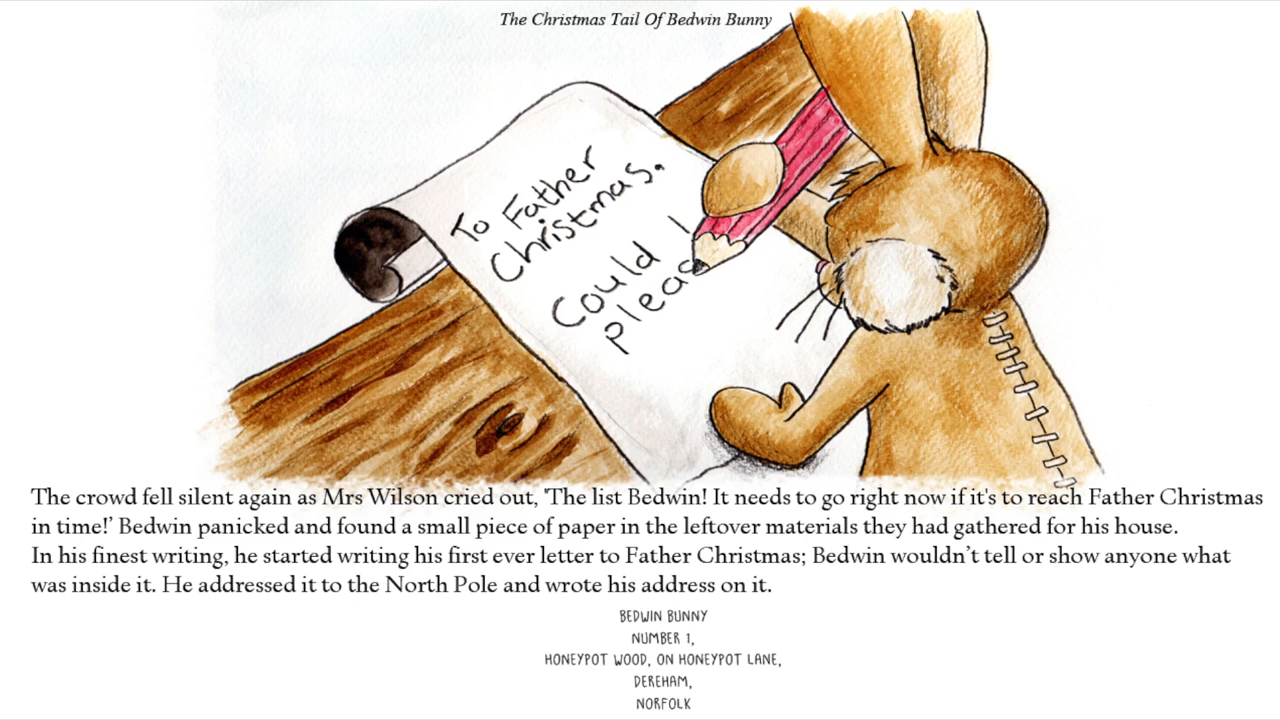 The Christmas Tail Of Bedwin Bunny
To Father
Christmas.
Could I
pleas
The crowd fell silent again as Mrs Wilson cried out, 'The list Bedwin! It needs to go right now if it's to reach Father Christmas
in time!’ Bedwin panicked and found a small piece of paper in the leftover materials they had gathered for his house.
In his finest writing, he started writing his first ever letter to Father Christmas; Bedwin wouldn’t tell or show anyone what
was inside it. He addressed it to the North Pole and wrote his address on it.
BEDWIN BUNNY
NUMBER 1,
HONEYPOT WOOD, ON HONEYPOT LANE,
DEREHAM,
NORFOLK